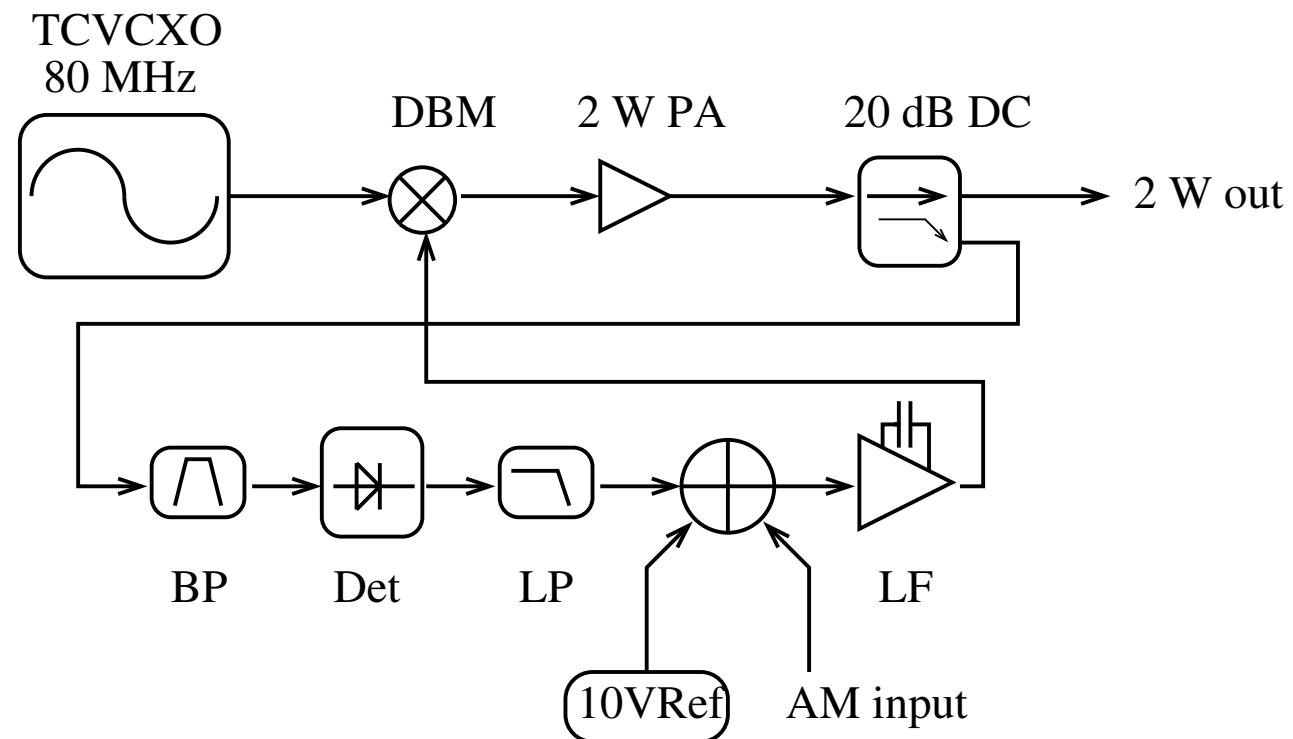 TCVCXO
80 MHz
DBM
2 W PA
20 dB DC
2 W out
BP
Det
LP
LF
10VRef
AM input